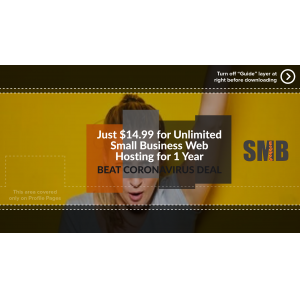 Turn off "Guide" layer at
right before downloading
Just $14.99 for Unlimited
Small Business Web
Hosting for 1 Year
BEAT CORONAVIRUS DEAL
SMB
This area covered
only on Profile Pages